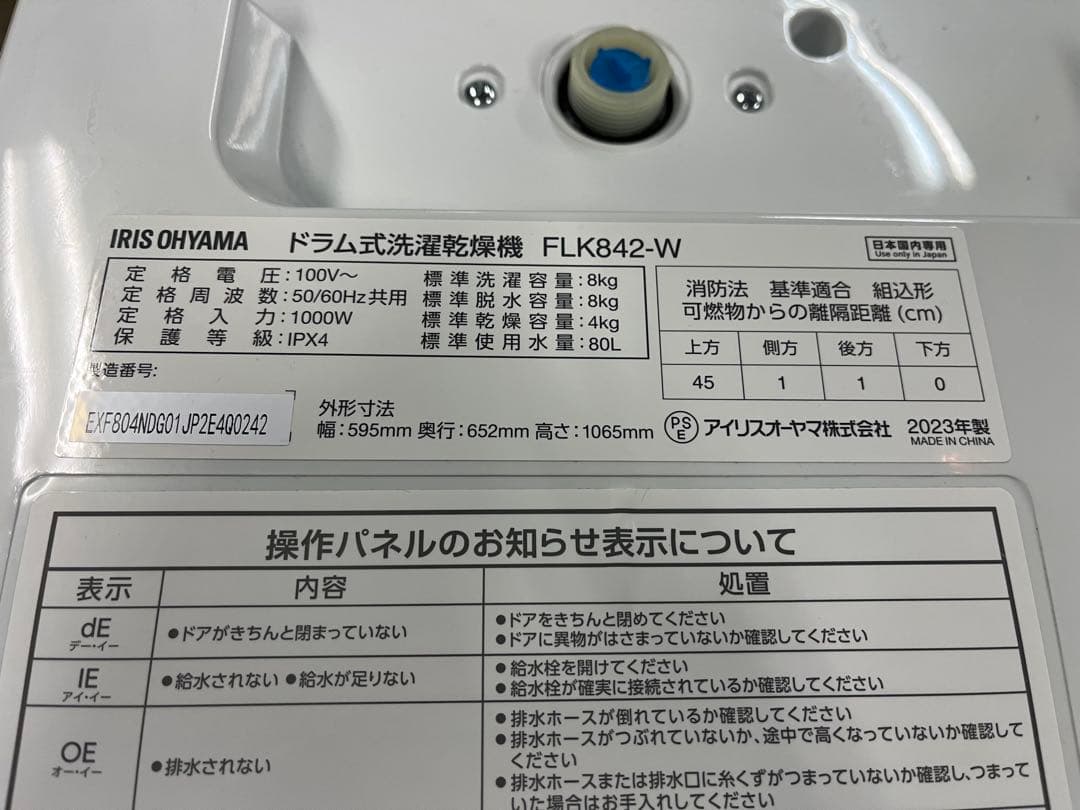 IRIS OHYAMA ドラム式洗濯乾燥機 FLK842-W
日本国内専用
Use only in Japan
定格電圧:100V～
定格周波数:50/60Hz共用
定格入力:1000W
保護等級:IPX4
標準洗濯容量:8kg
標準脱水容量:8kg
標準乾燥容量:4kg
標準使用水量:80L
消防法 基準適合 組込形
可燃物からの離隔距離(cm)
上方 側方 後方 下方
45 1 1 0
製造番号:
EXF804NDG01JP2E4Q0242
外形寸法
幅:595mm 奥行:652mm 高さ:1065mm
PS
E
アイリスオーヤマ株式会社 2023年製
MADE IN CHINA
操作パネルのお知らせ表示について
表示 内容 処置
dE
デー・イー
●ドアがきちんと閉まっていない
●ドアをきちんと閉めてください
●ドアに異物がはさまっていないか確認してください
IE
アイ・イー
●給水されない ●給水が足りない
●給水栓を開けてください
●給水栓が確実に接続されているか確認してください
OE
オー・イー
●排水されない
●排水ホースが倒れているか確認してください
●排水ホースがつぶれていないか、途中で高くなっていないか確認して
ください
●排水ホースまたは排水口に糸くずがつまっていないか確認し、つまって
いた場合はお手入れしてください